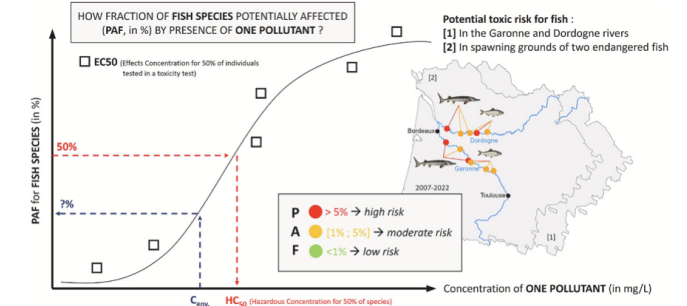 HOW FRACTION OF FISH SPECIES POTENTIALLY AFFECTED
(PAF, in %) BY PRESENCE OF ONE POLLUTANT ?
EC50 (Effects Concentration for 50% of individuals
tested in a toxicity test)
Potential toxic risk for fish :
[1] In the Garonne and Dordogne rivers
[2] In spawning grounds of two endangered fish
PAF for FISH SPECIES (in %)
50%
?%
[2]
Bordeaux
Dordogne
Garonne
2007-2022
Toulouse
[1]
P > 5% → high risk
A [1% ; 5%] → moderate risk
F <1% → low risk
Cenv.
HC50 (Hazardous Concentration for 50% of species)
Concentration of ONE POLLUTANT (in mg/L)